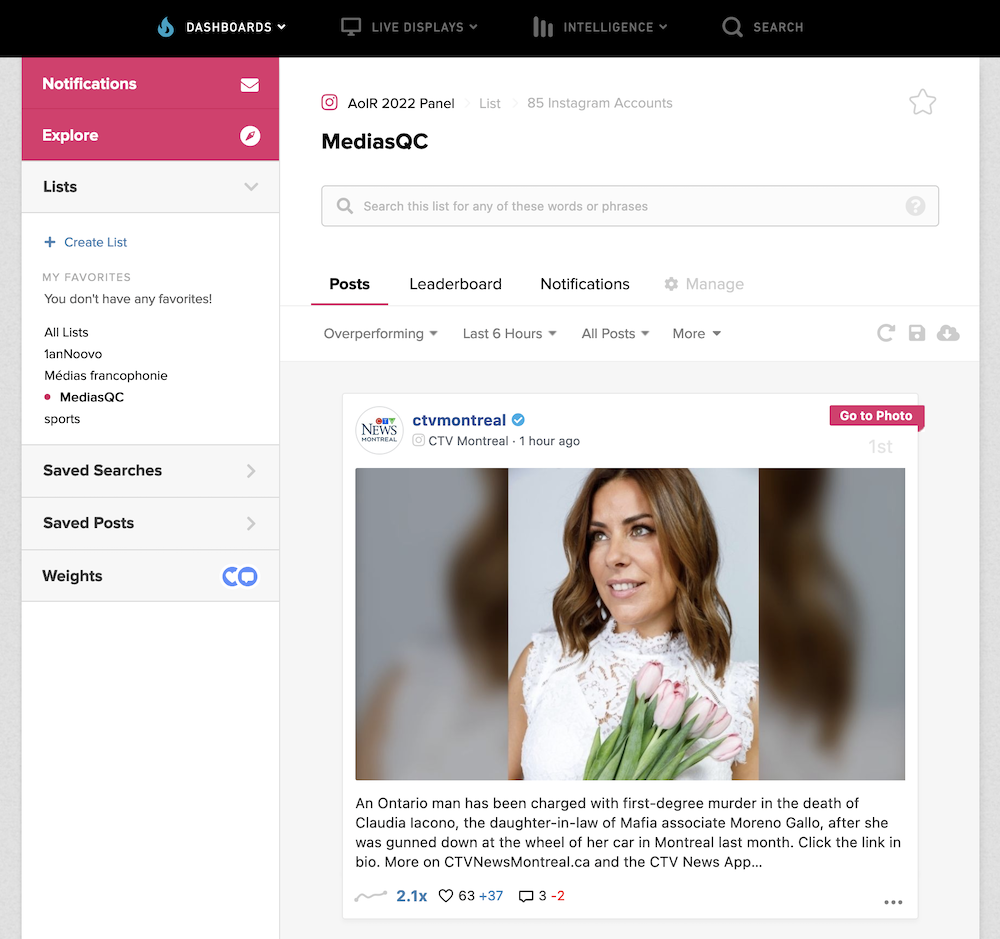 DASHBOARDS
LIVE DISPLAYS
INTELLIGENCE
SEARCH
Notifications
Explore
Lists
+ Create List
MY FAVORITES
You don't have any favorites!
All Lists
1anNoovo
Médias francophonie
MediasQC
sports
Saved Searches
Saved Posts
Weights
AoIR 2022 Panel
List
85 Instagram Accounts
MediasQC
Search this list for any of these words or phrases
?
Posts
Leaderboard
Notifications
Manage
Overperforming
Last 6 Hours
All Posts
More
CTV
NEWS
MONTREAL
ctvmontreal
CTV Montreal · 1 hour ago
Go to Photo
1st
An Ontario man has been charged with first-degree murder in the death of
Claudia Iacono, the daughter-in-law of Mafia associate Moreno Gallo, after she
was gunned down at the wheel of her car in Montreal last month. Click the link in
bio. More on CTVNewsMontreal.ca and the CTV News App...
2.1x 63 +37 3 -2